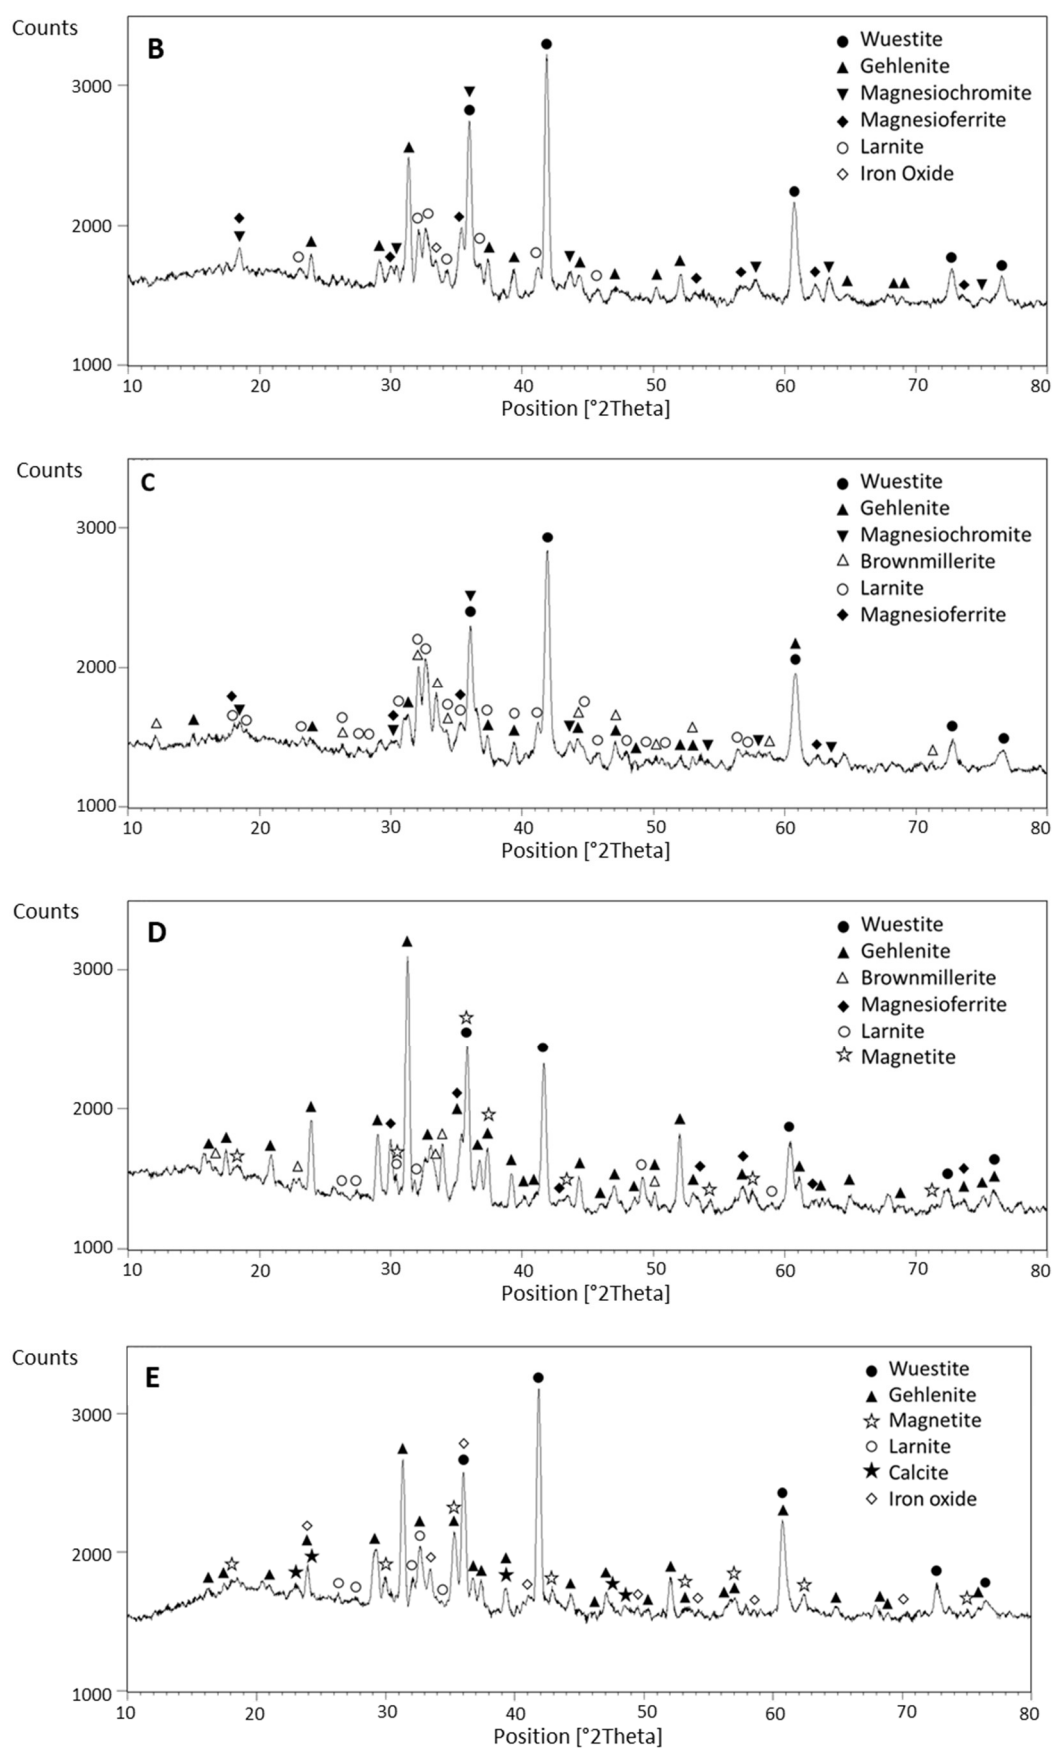 Counts
B
Wuestite
Gehlenite
Magnesiochromite
Magnesioferrite
Larnite
Iron Oxide
3000
2000
1000
10 20 30 40 50 60 70 80
Position [°2Theta]
Counts
C
Wuestite
Gehlenite
Magnesiochromite
Brownmillerite
Larnite
Magnesioferrite
3000
2000
1000
10 20 30 40 50 60 70 80
Position [°2Theta]
Counts
D
Wuestite
Gehlenite
Brownmillerite
Magnesioferrite
Larnite
Magnetite
3000
2000
1000
10 20 30 40 50 60 70 80
Position [°2Theta]
Counts
E
Wuestite
Gehlenite
Magnetite
Larnite
Calcite
Iron oxide
3000
2000
1000
10 20 30 40 50 60 70 80
Position [°2Theta]